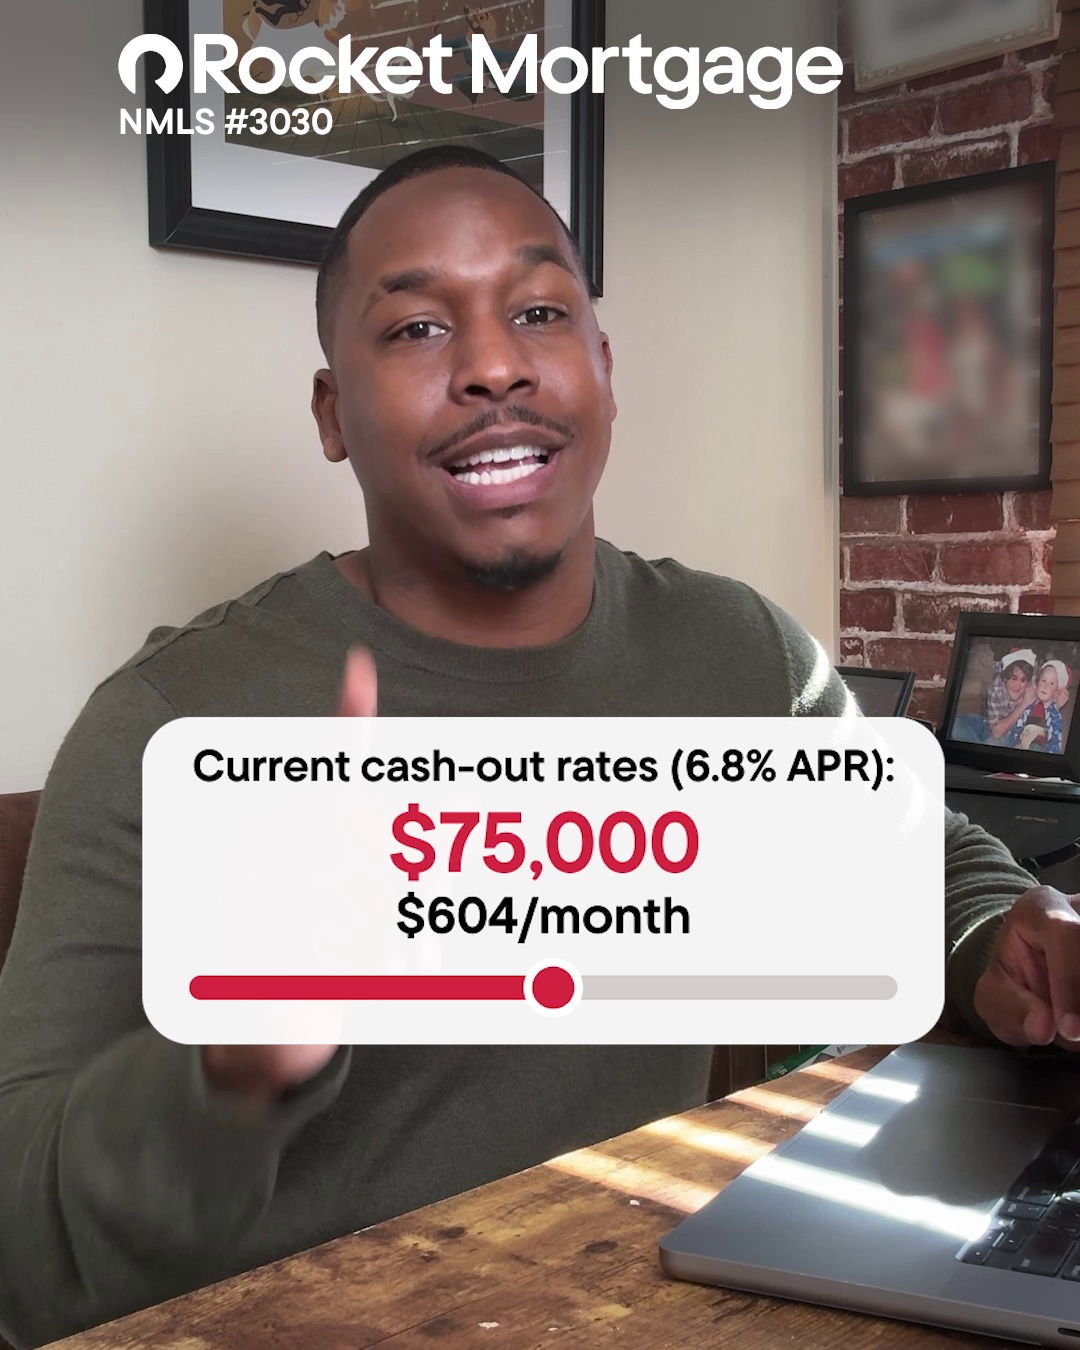 Rocket Mortgage
NMLS #3030
Current cash-out rates (6.8% APR):
$75,000
$604/month